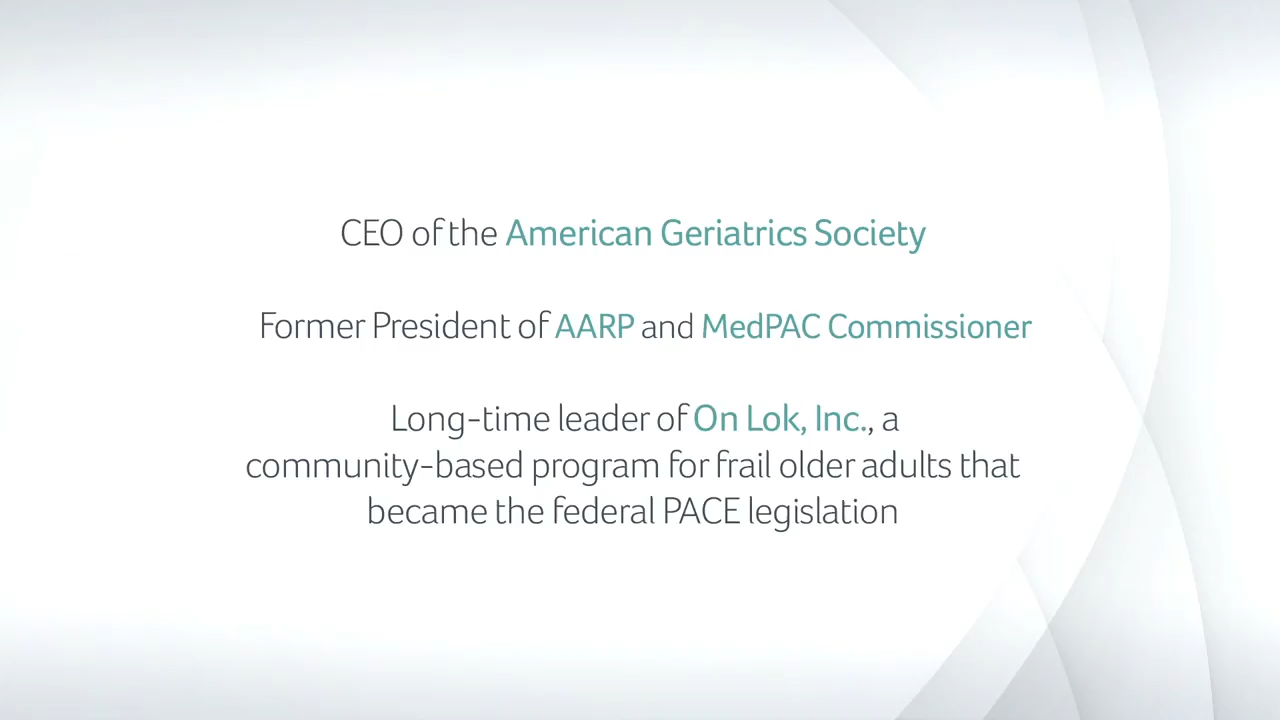 CEO of the American Geriatrics Society
Former President of AARP and MedPAC Commissioner
Long-time leader of On Lok, Inc., a
community-based program for frail older adults that
became the federal PACE legislation